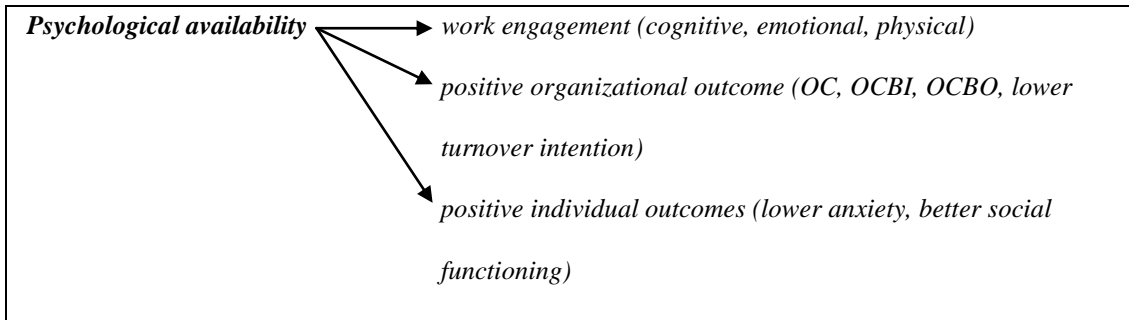 Psychological availability work engagement (cognitive, emotional, physical)
positive organizational outcome (OC, OCBI, OCBO, lower
turnover intention)
positive individual outcomes (lower anxiety, better social
functioning)